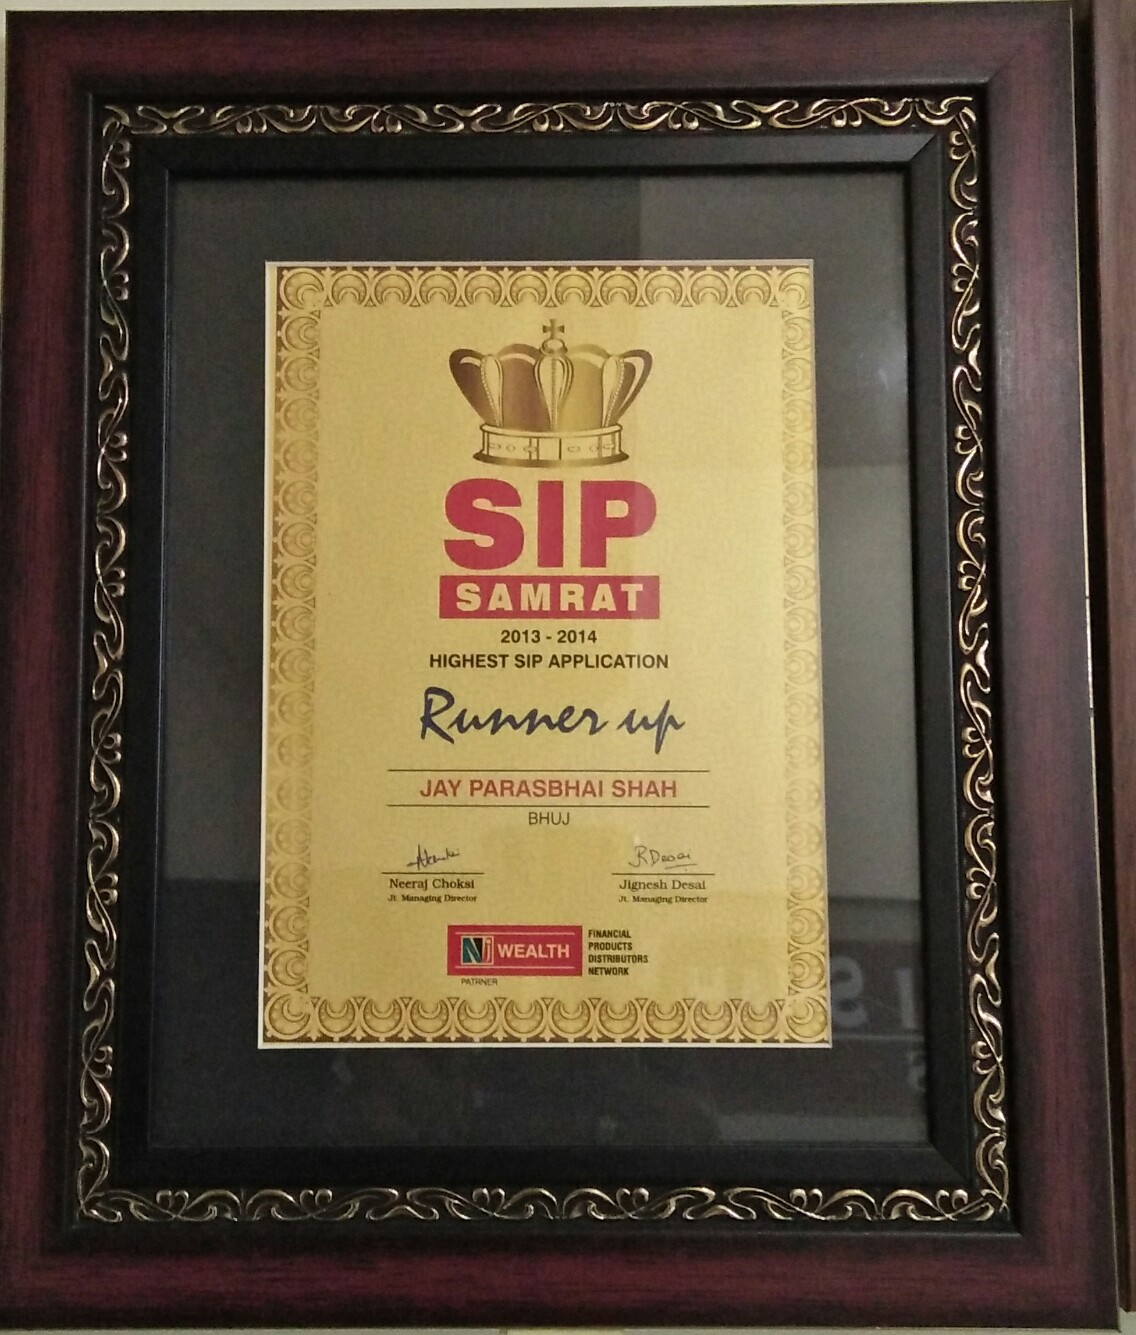 SIP
SAMRAT
2013 - 2014
HIGHEST SIP APPLICATION
Runner up
JAY PARASBHAI SHAH
BHUJ
Neeraj Choksi
Jignesh Desai
Jt. Managing Director
Jt. Managing Director
NJ WEALTH
PATRNER
FINANCIAL
PRODUCTS
DISTRIBUTORS
NETWORK